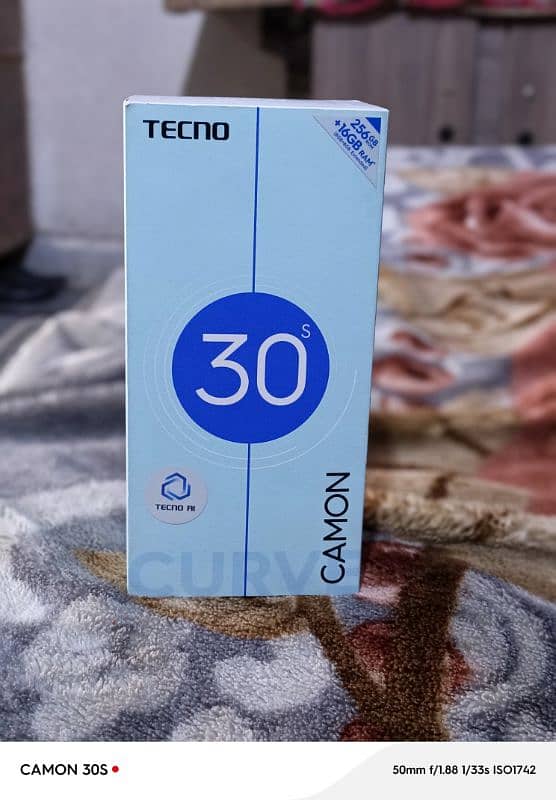 TECNO
256GB
+16GB RAM*
30S
TECNO AI
CAMON
CURVE
CAMON 30S
50mm f/1.88 1/33s ISO1742